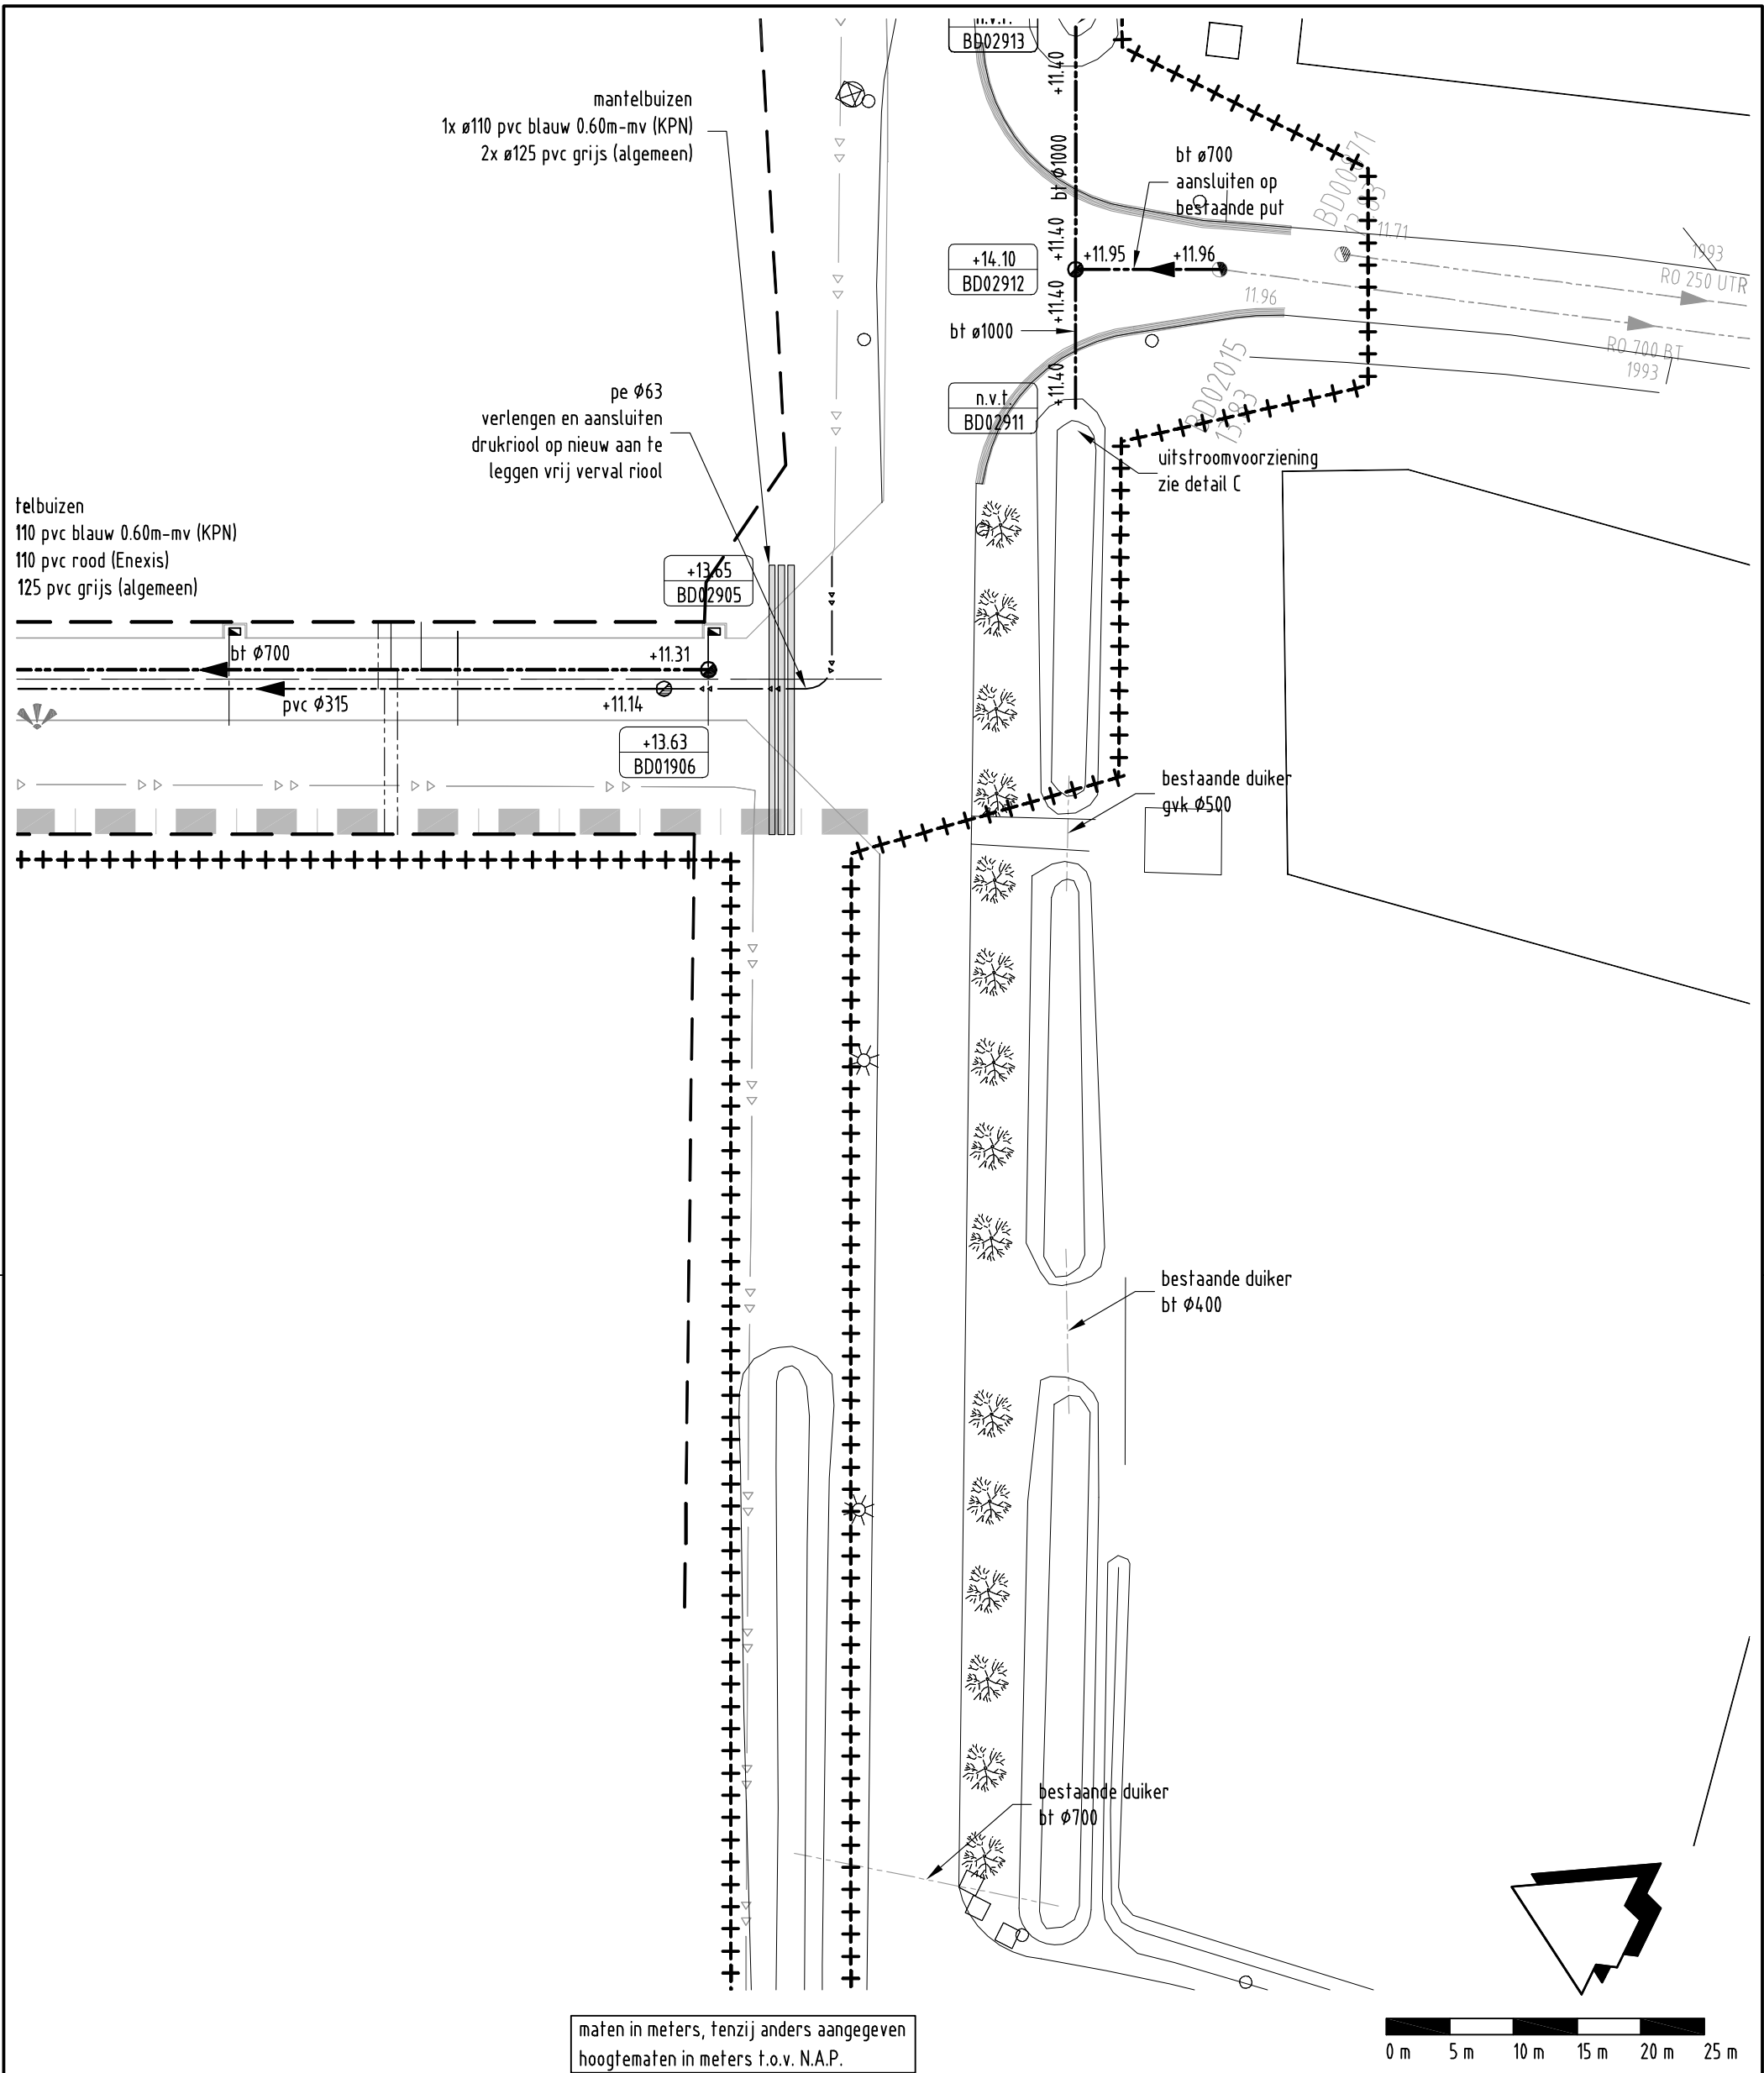 n.v.t.
BD02913
+11.40
mantelbuizen
1x ø110 pvc blauw 0.60m-mv (KPN)
2x ø125 pvc grijs (algemeen)
bt ø1000
bt ø700
aansluiten op
bestaande put
BD00871
13.83
11.71
1993
RO 250 UTR
+11.40
+14.10
BD02912
+11.95
+11.96
11.96
+11.40
bt ø1000
RO 700 BT
1993
BD02015
13.83
+11.40
n.v.t.
BD02911
pe Ø63
verlengen en aansluiten
drukriool op nieuw aan te
leggen vrij verval riool
uitstroomvoorziening
zie detail C
telbuizen
110 pvc blauw 0.60m-mv (KPN)
110 pvc rood (Enexis)
125 pvc grijs (algemeen)
+13.65
BD02905
bt Ø700
+11.31
pvc Ø315
+11.14
+13.63
BD01906
bestaande duiker
gvk Ø500
bestaande duiker
bt Ø400
bestaande duiker
bt Ø700
maten in meters, tenzij anders aangegeven
hoogtematen in meters t.o.v. N.A.P.
0 m 5 m 10 m 15 m 20 m 25 m